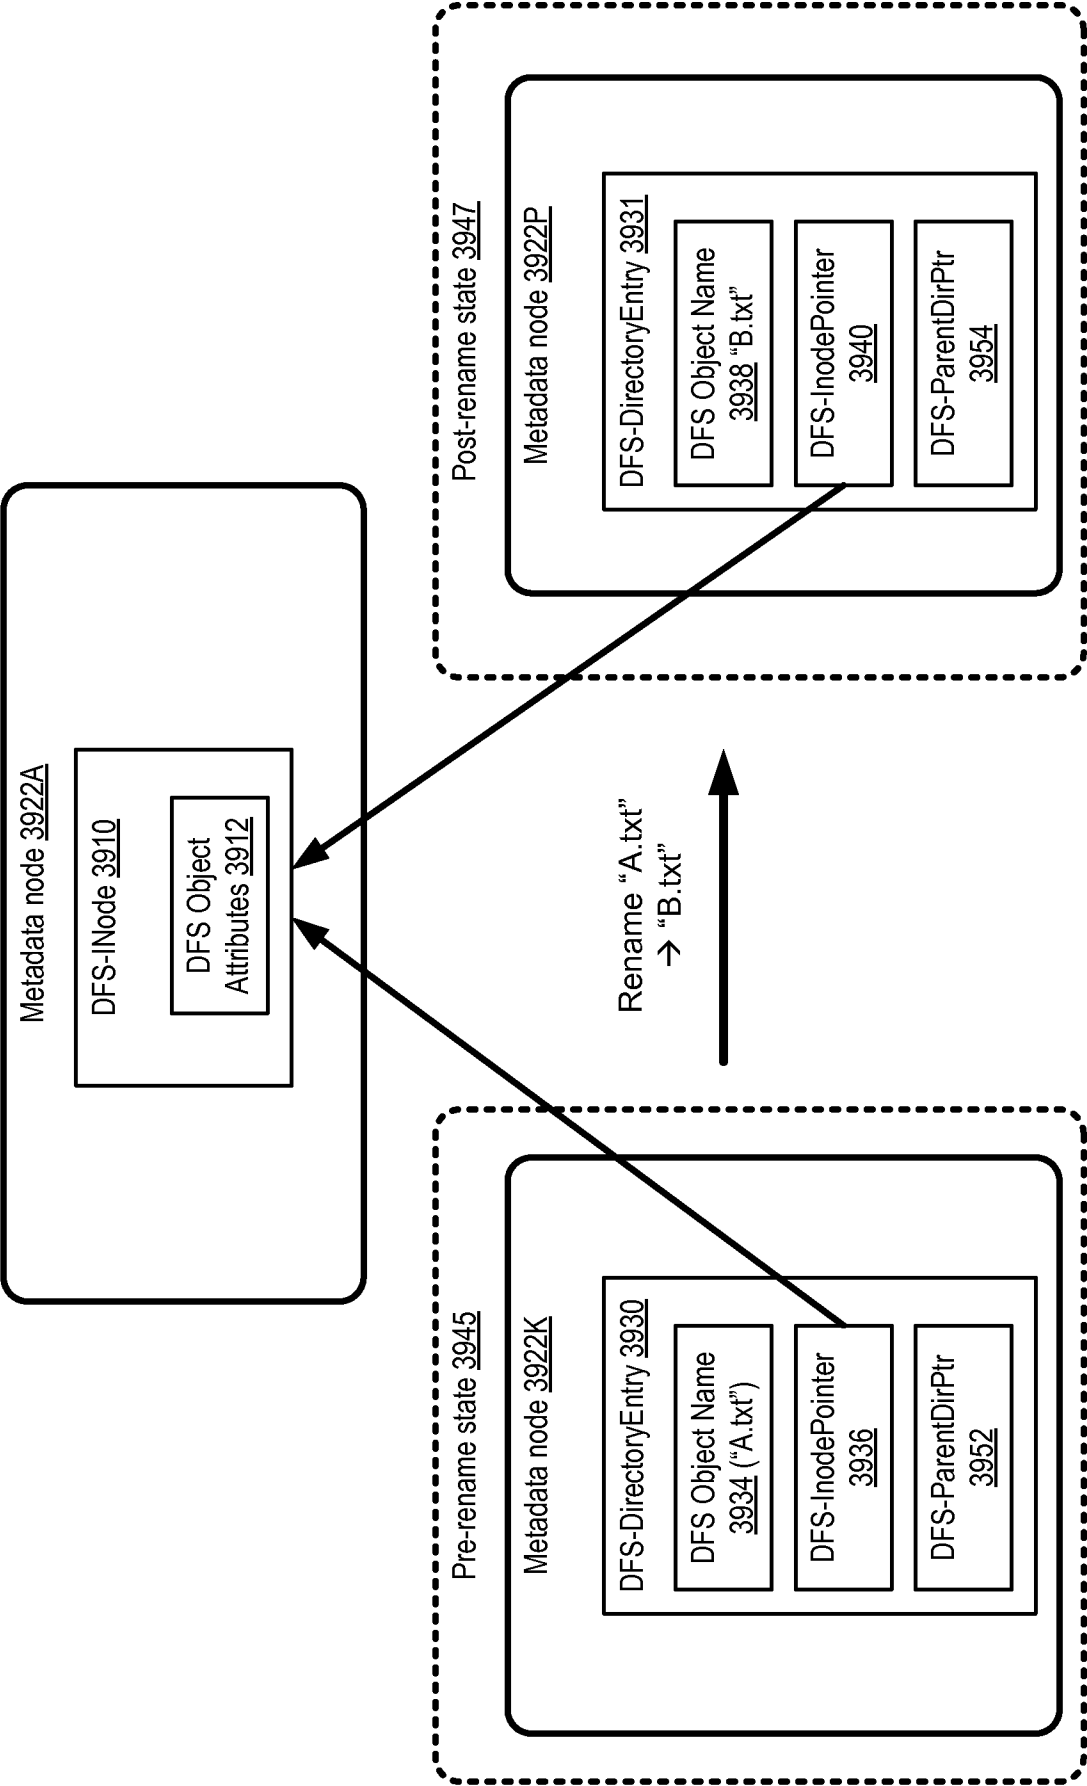 Metadata node 3922A
DFS-INode 3910
DFS Object
Attributes 3912
Pre-rename state 3945
Metadata node 3922K
DFS-DirectoryEntry 3930
DFS Object Name
3934 (“A.txt”)
DFS-InodePointer
3936
DFS-ParentDirPtr
3952
Rename “A.txt”
→ “B.txt”
Post-rename state 3947
Metadata node 3922P
DFS-DirectoryEntry 3931
DFS Object Name
3938 “B.txt”
DFS-InodePointer
3940
DFS-ParentDirPtr
3954